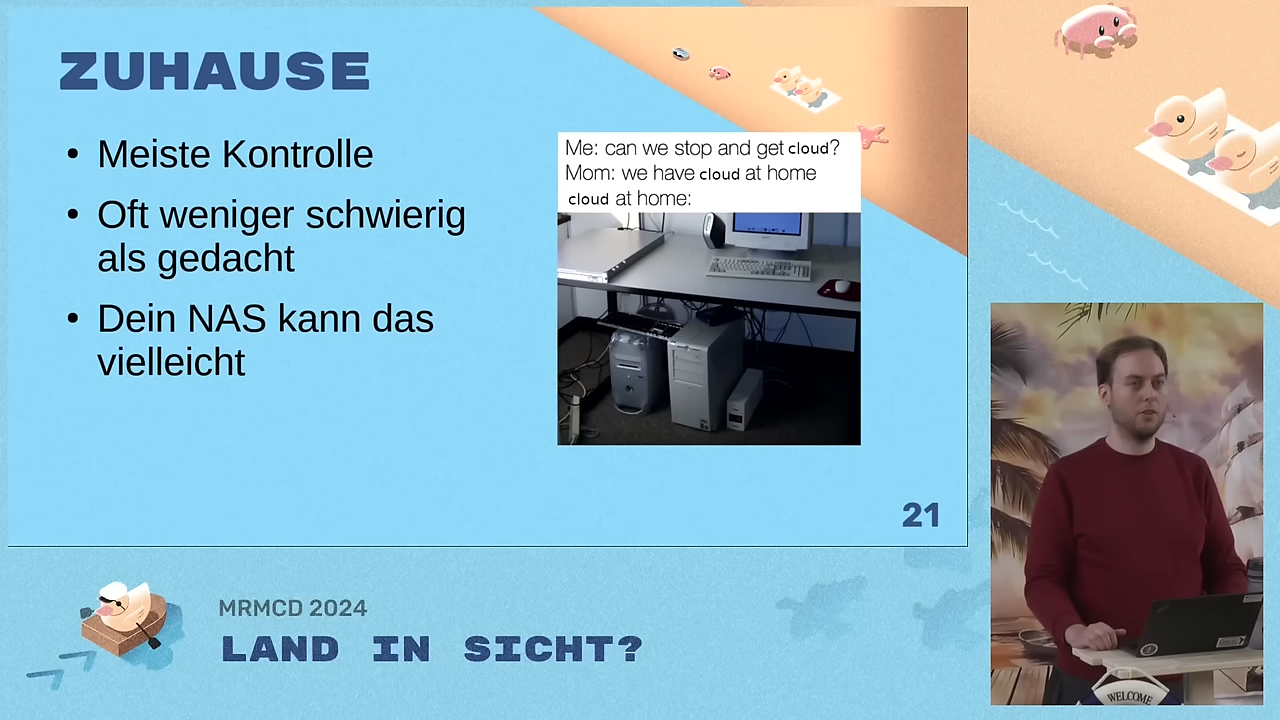 ZUHAUSE
• Meiste Kontrolle
• Oft weniger schwierig
als gedacht
• Dein NAS kann das
vielleicht
Me: can we stop and get cloud?
Mom: we have cloud at home
cloud at home:
21
MRMCD 2024
LAND IN SICHT?
WELCOME